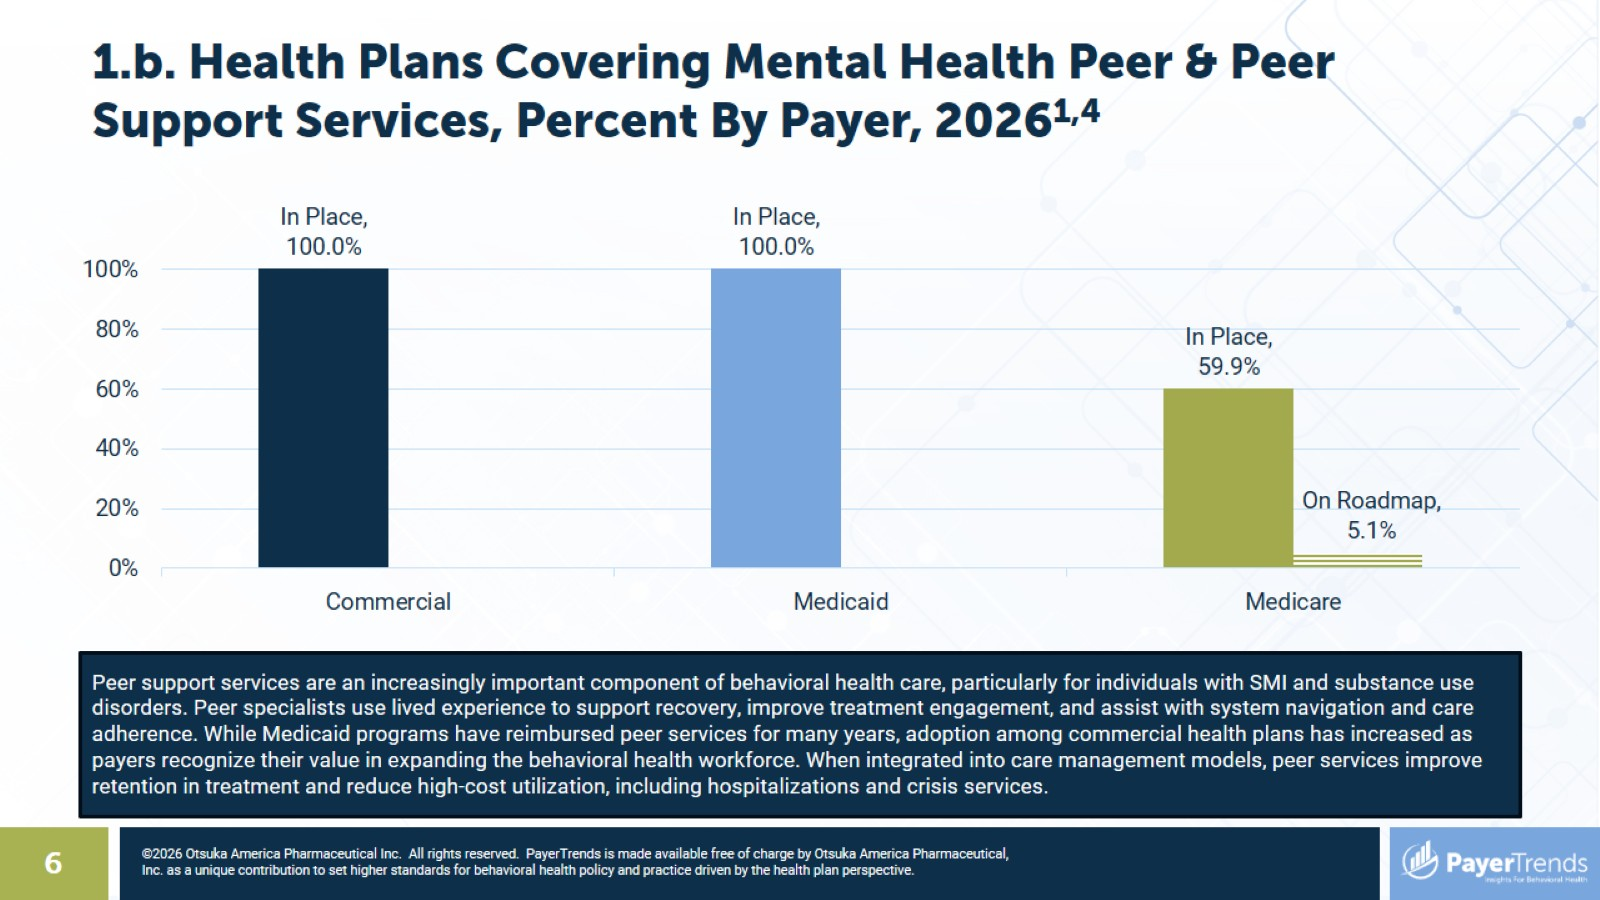 1.b. Health Plans Covering Mental Health Peer & Peer
Support Services, Percent By Payer, 2026¹,⁴
In Place,
100.0%
In Place,
100.0%
In Place,
59.9%
On Roadmap,
5.1%
100%
80%
60%
40%
20%
0%
Commercial
Medicaid
Medicare
Peer support services are an increasingly important component of behavioral health care, particularly for individuals with SMI and substance use
disorders. Peer specialists use lived experience to support recovery, improve treatment engagement, and assist with system navigation and care
adherence. While Medicaid programs have reimbursed peer services for many years, adoption among commercial health plans has increased as
payers recognize their value in expanding the behavioral health workforce. When integrated into care management models, peer services improve
retention in treatment and reduce high-cost utilization, including hospitalizations and crisis services.
6
©2026 Otsuka America Pharmaceutical Inc. All rights reserved. PayerTrends is made available free of charge by Otsuka America Pharmaceutical,
Inc. as a unique contribution to set higher standards for behavioral health policy and practice driven by the health plan perspective.
PayerTrends
Insights For Behavioral Health